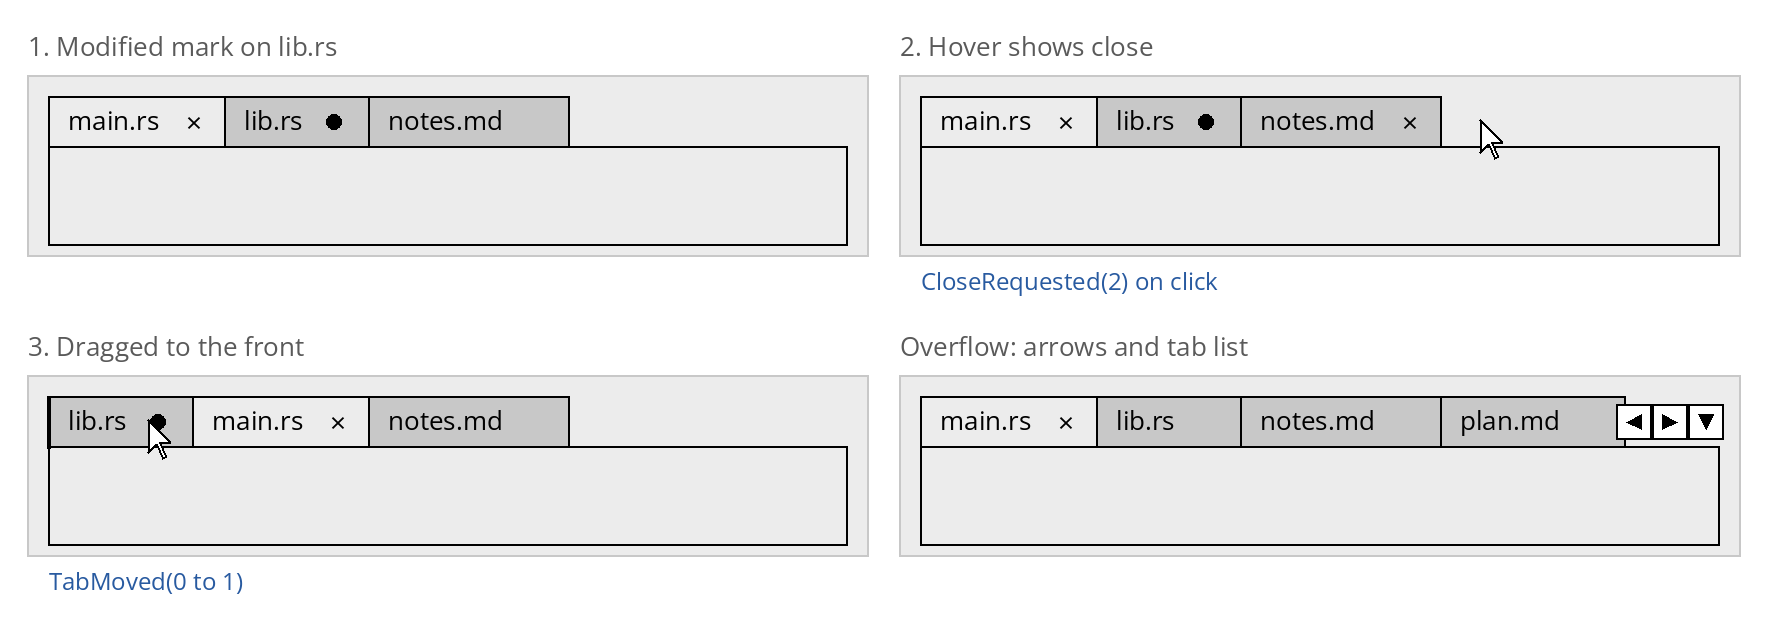 1. Modified mark on lib.rs
main.rs × lib.rs ● notes.md
2. Hover shows close
main.rs × lib.rs ● notes.md ×
CloseRequested(2) on click
3. Dragged to the front
lib.rs ● main.rs × notes.md
TabMoved(0 to 1)
Overflow: arrows and tab list
main.rs × lib.rs notes.md plan.md ◀ ▶ ▼